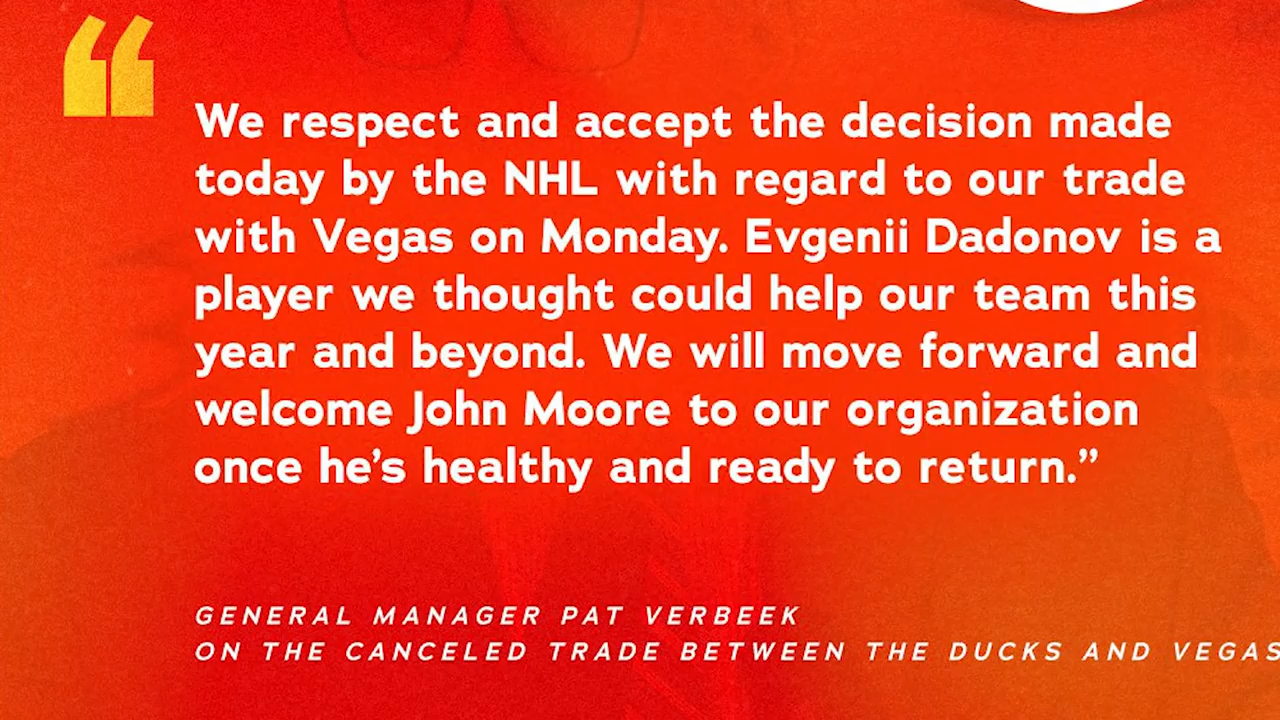 “
We respect and accept the decision made
today by the NHL with regard to our trade
with Vegas on Monday. Evgenii Dadonov is a
player we thought could help our team this
year and beyond. We will move forward and
welcome John Moore to our organization
once he’s healthy and ready to return.”
GENERAL MANAGER PAT VERBEEK
ON THE CANCELED TRADE BETWEEN THE DUCKS AND VEGAS